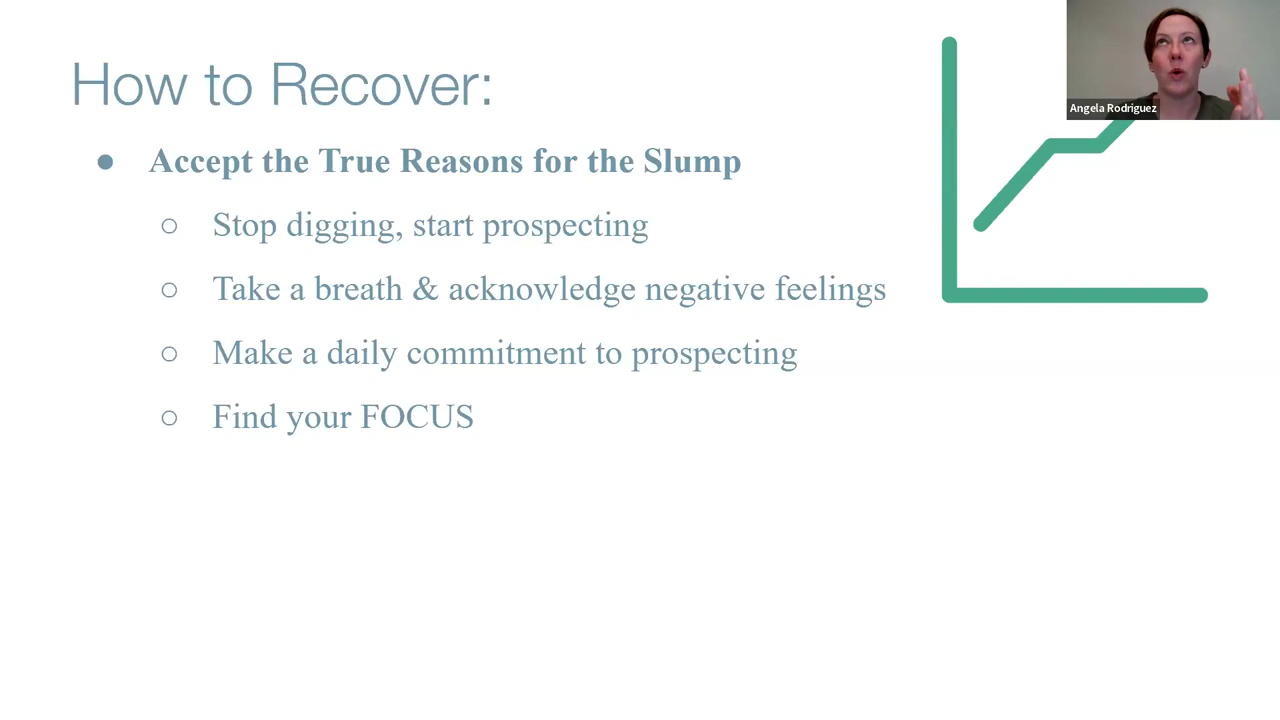 How to Recover:
Angela Rodriguez
● Accept the True Reasons for the Slump
○ Stop digging, start prospecting
○ Take a breath & acknowledge negative feelings
○ Make a daily commitment to prospecting
○ Find your FOCUS